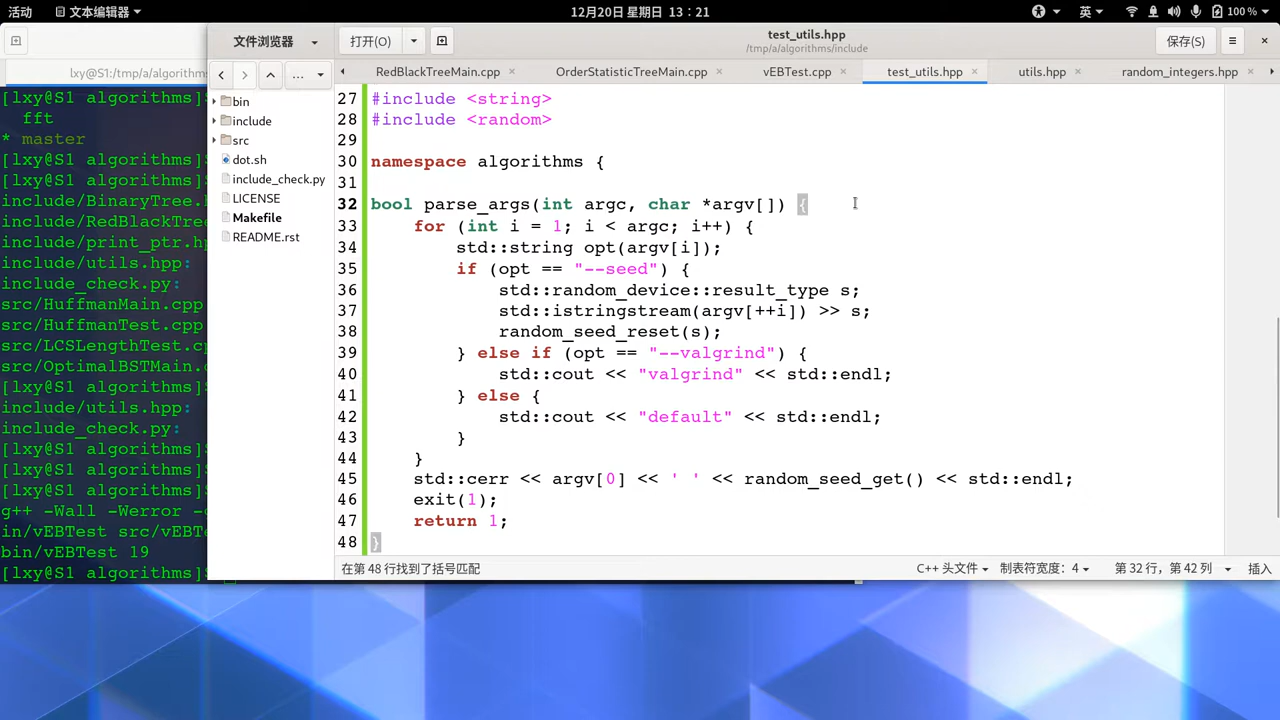 活动 文本编辑器 12月20日 星期日 13：21 英 100 %
文件浏览器 打开(O) test_utils.hpp
/tmp/a/algorithms/include 保存(S)
lxy@S1:/tmp/a/algorithms
... RedBlackTreeMain.cpp OrderStatisticTreeMain.cpp vEBTest.cpp test_utils.hpp utils.hpp random_integers.hpp
[lxy@S1 algorithms]
fft
* master
[lxy@S1 algorithms]
[lxy@S1 algorithms]
include/BinaryTree.
include/RedBlackTre
include/print_ptr.h
include/utils.hpp:
include_check.py:
src/HuffmanMain.cpp
src/HuffmanTest.cpp
src/LCSLengthTest.c
src/OptimalBSTMain.
[lxy@S1 algorithms]
include/utils.hpp:
include_check.py:
[lxy@S1 algorithms]
[lxy@S1 algorithms]
[lxy@S1 algorithms]
g++ -Wall -Werror -
in/vEBTest src/vEBT
bin/vEBTest 19
[lxy@S1 algorithms]
bin
include
src
dot.sh
include_check.py
LICENSE
Makefile
README.rst
27 #include <string>
28 #include <random>
29
30 namespace algorithms {
31
32 bool parse_args(int argc, char *argv[]) {
33 for (int i = 1; i < argc; i++) {
34 std::string opt(argv[i]);
35 if (opt == "--seed") {
36 std::random_device::result_type s;
37 std::istringstream(argv[++i]) >> s;
38 random_seed_reset(s);
39 } else if (opt == "--valgrind") {
40 std::cout << "valgrind" << std::endl;
41 } else {
42 std::cout << "default" << std::endl;
43 }
44 }
45 std::cerr << argv[0] << ' ' << random_seed_get() << std::endl;
46 exit(1);
47 return 1;
48 }
在第 48 行找到了括号匹配 C++ 头文件 制表符宽度：4 第 32 行，第 42 列 插入